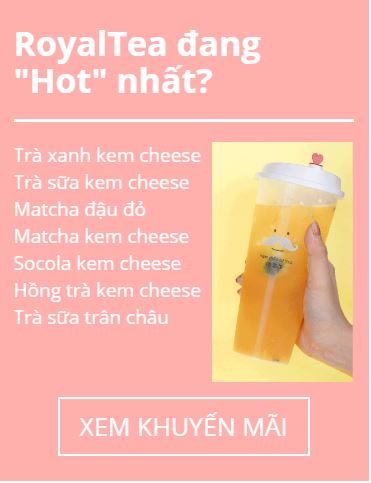 RoyalTea đang
"Hot" nhất?
Trà xanh kem cheese
Trà sữa kem cheese
Matcha đậu đỏ
Matcha kem cheese
Socola kem cheese
Hồng trà kem cheese
Trà sữa trân châu
XEM KHUYẾN MÃI